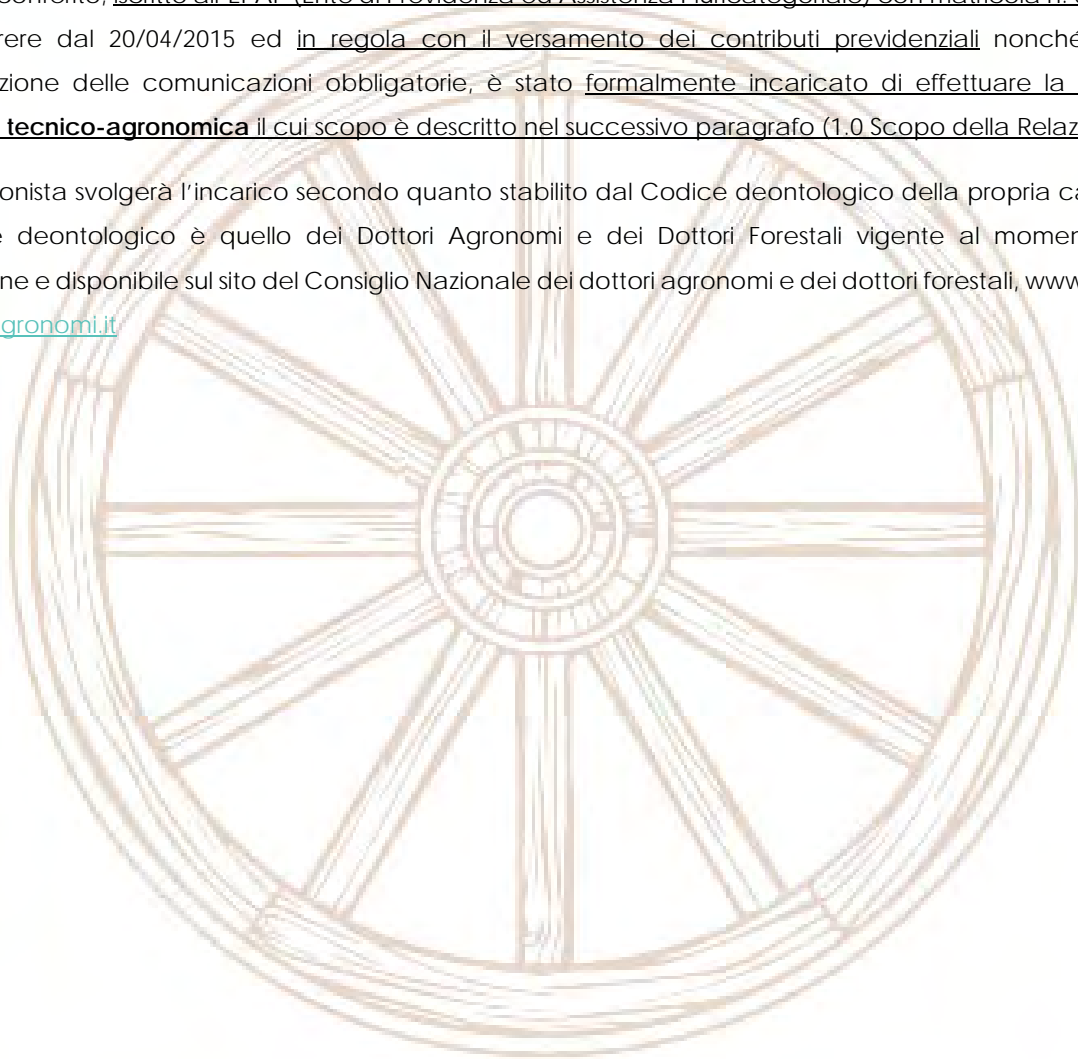 iscritto all'EPAP (Ente di Previdenza ed Assistenza Pluricategoriale) con matricola n.
rere dal 20/04/2015 ed in regola con il versamento dei contributi previdenziali nonché
zione delle comunicazioni obbligatorie, è stato formalmente incaricato di effettuare la
tecnico-agronomica il cui scopo è descritto nel successivo paragrafo (1.0 Scopo della Relaz
onista svolgerà l'incarico secondo quanto stabilito dal Codice deontologico della propria ca
e deontologico è quello dei Dottori Agronomi e dei Dottori Forestali vigente al momen
ne e disponibile sul sito del Consiglio Nazionale dei dottori agronomi e dei dottori forestali, www
gronomi.it